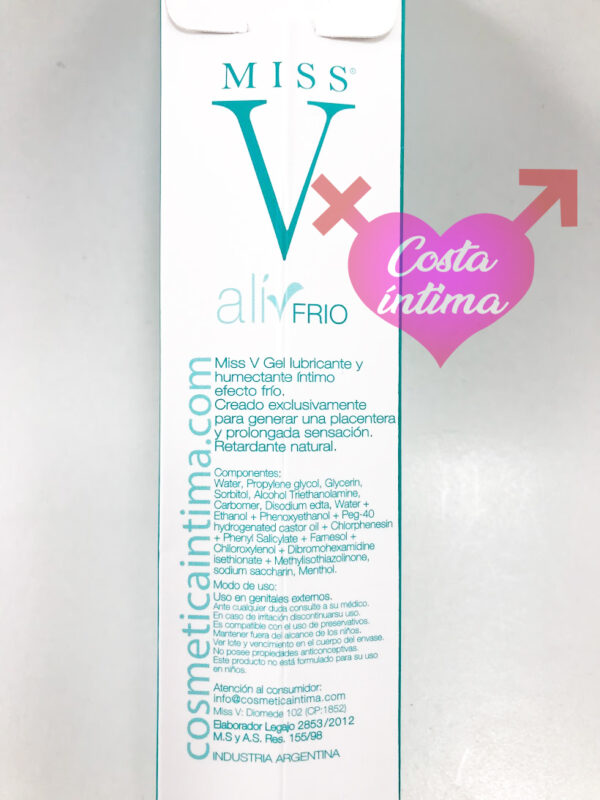 MISS®
V
alív FRIO
Costa
íntima
cosmeticaintima.com
Miss V Gel lubricante y
humectante íntimo
efecto frío.
Creado exclusivamente
para generar una placentera
y prolongada sensación.
Retardante natural.
Componentes:
Water, Propylene glycol, Glycerin,
Sorbitol, Alcohol Triethanolamine,
Carbomer, Disodium edta, Water +
Ethanol + Phenoxyethanol + Peg-40
hydrogenated castor oil + Chlorphenesin
+ Phenyl Salicylate + Farnesol +
Chliloroxylenol + Dibromohexamidine
isethionate + Methylisothiazolinone,
sodium saccharin, Menthol.
Modo de uso:
Uso en genitales externos.
Ante cualquier duda consulte a su médico.
En caso de irritación discontinuarsu uso.
Es compatible con el uso de preservativos.
Mantener fuera del alcance de los niños.
Ver lote y vencimiento en el cuerpo del envase.
No posee propiedades anticonceptivas.
Este producto no está formulado para su uso
en niños.
Atención al consumidor:
info@cosmeticaintima.com
Miss V: Diomede 102 (CP:1852)
Elaborador Legajo 2853/2012
M.S y A.S. Res. 155/98
INDUSTRIA ARGENTINA